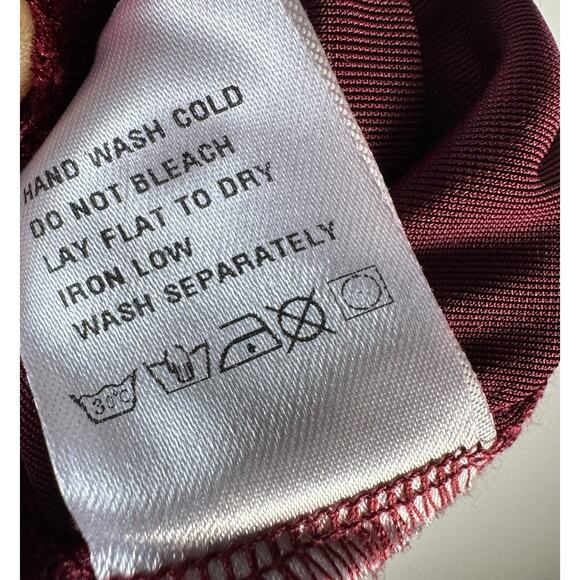 HAND WASH COLD
DO NOT BLEACH
LAY FLAT TO DRY
IRON LOW
WASH SEPARATELY
30°C